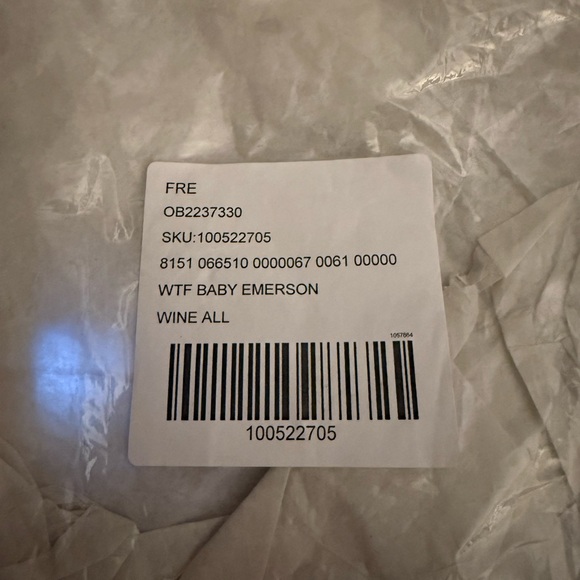 FRE
OB2237330
SKU:100522705
8151 066510 0000067 0061 00000
WTF BABY EMERSON
WINE ALL
1057664
100522705